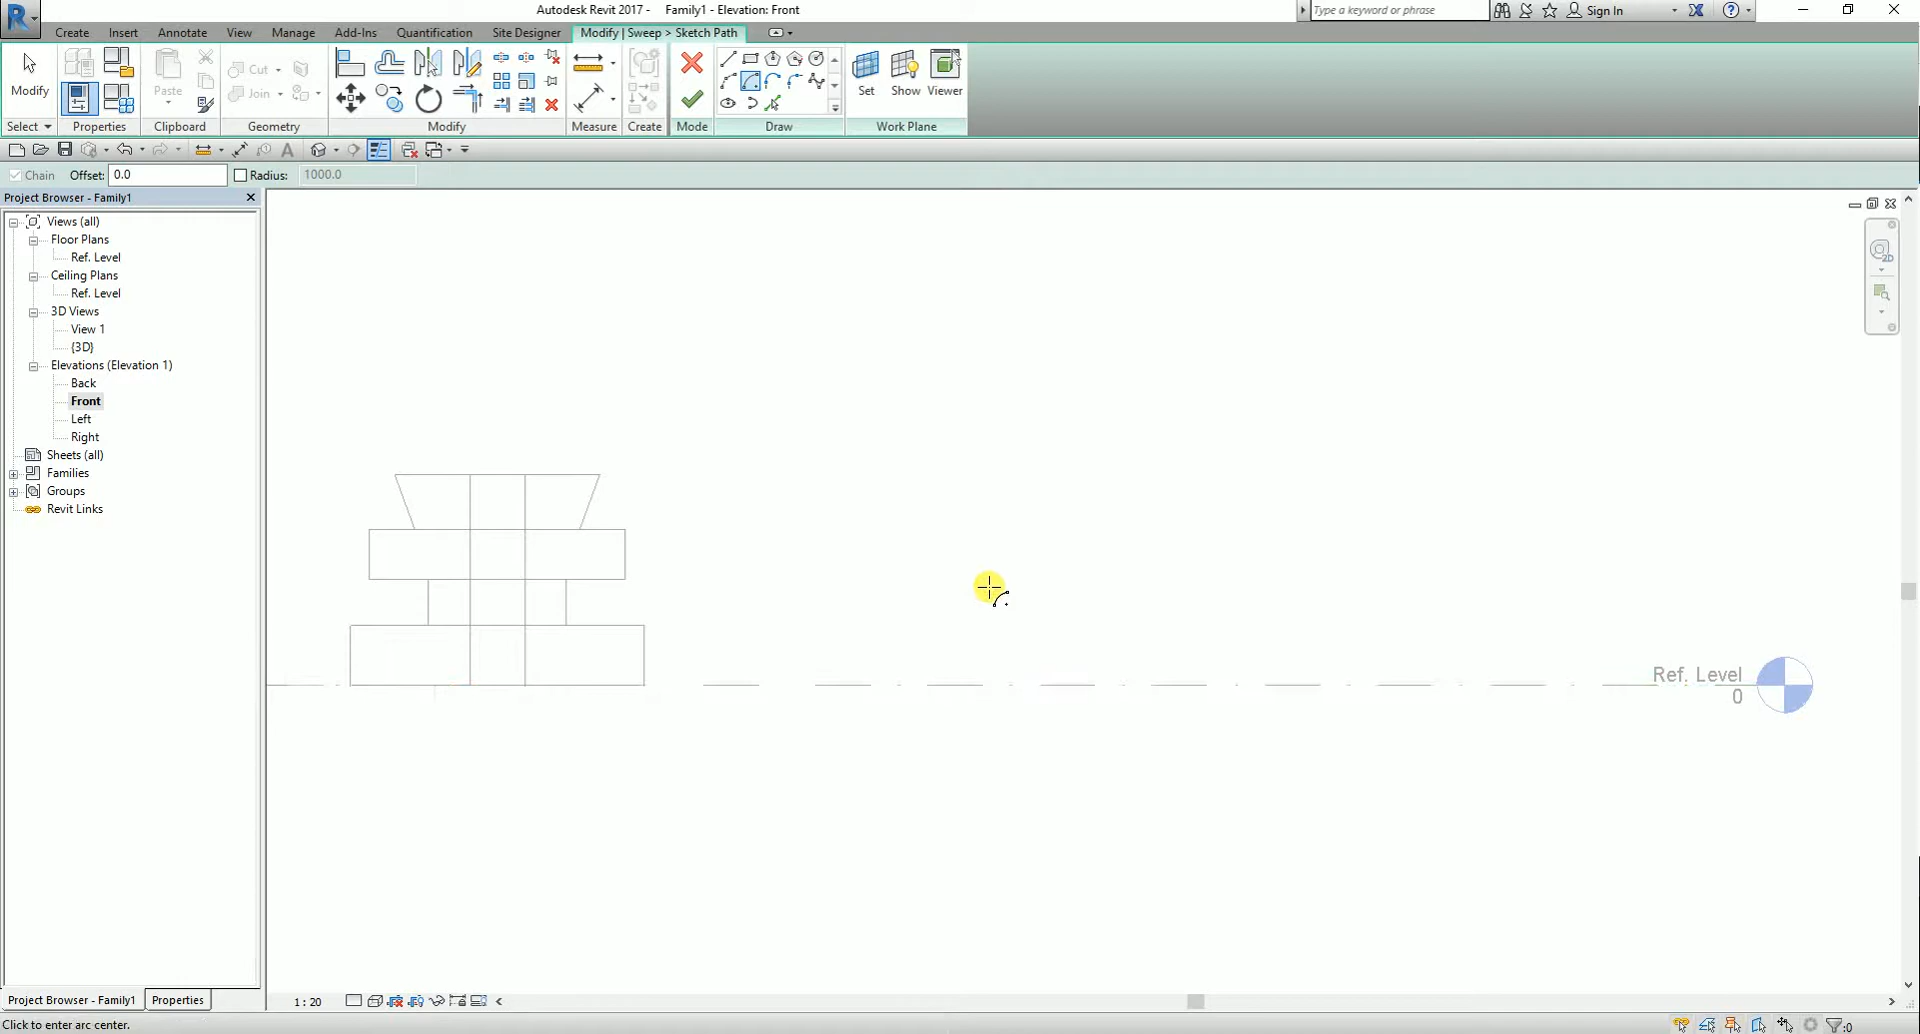 Autodesk Revit 2017 - Family1 - Elevation: Front
Type a keyword or phrase
Sign In
Create Insert Annotate View Manage Add-Ins Quantification Site Designer Modify | Sweep > Sketch Path
Modify
Paste
Cut
Join
Set Show Viewer
Select Properties Clipboard Geometry Modify Measure Create Mode Draw Work Plane
Chain Offset: 0.0 Radius: 1000.0
Project Browser - Family1
Views (all)
Floor Plans
Ref. Level
Ceiling Plans
Ref. Level
3D Views
View 1
{3D}
Elevations (Elevation 1)
Back
Front
Left
Right
Sheets (all)
Families
Groups
Revit Links
2D
Ref. Level
0
Project Browser - Family1 Properties
1 : 20
Click to enter arc center.
:0